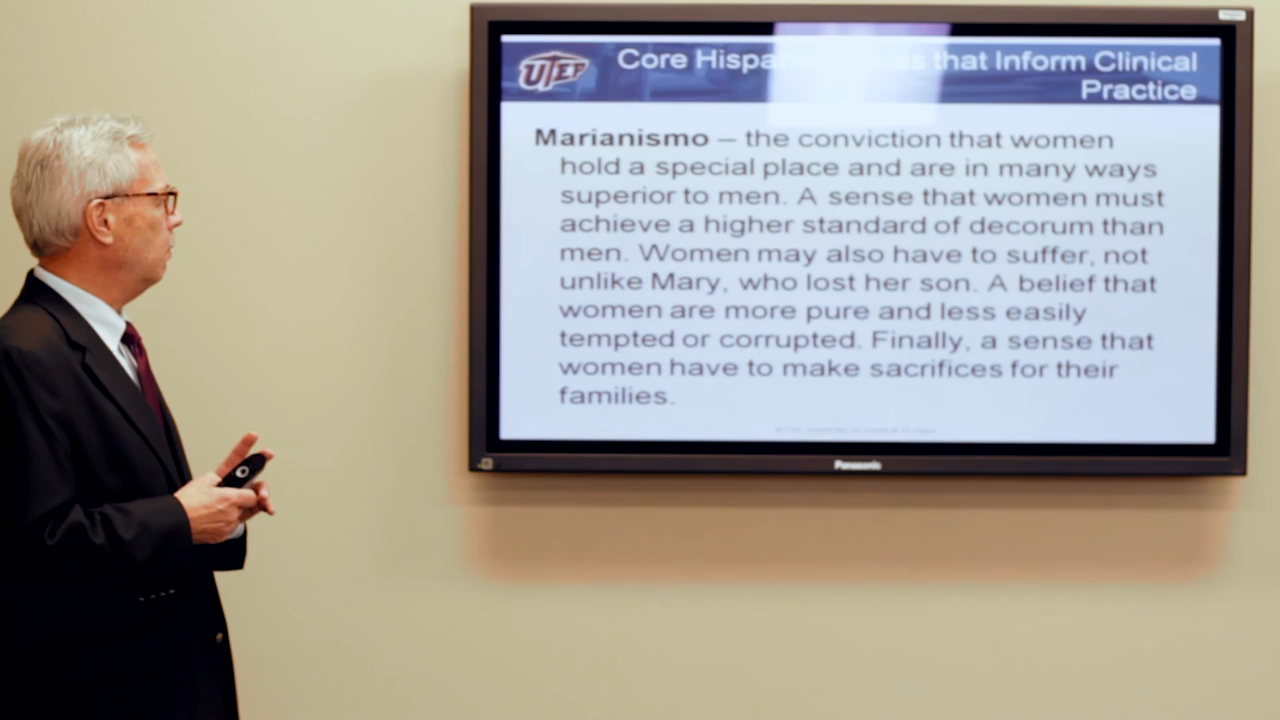 UTEP
Core Hispa that Inform Clinical
Practice
Marianismo – the conviction that women
hold a special place and are in many ways
superior to men. A sense that women must
achieve a higher standard of decorum than
men. Women may also have to suffer, not
unlike Mary, who lost her son. A belief that
women are more pure and less easily
tempted or corrupted. Finally, a sense that
women have to make sacrifices for their
families.
Panasonic